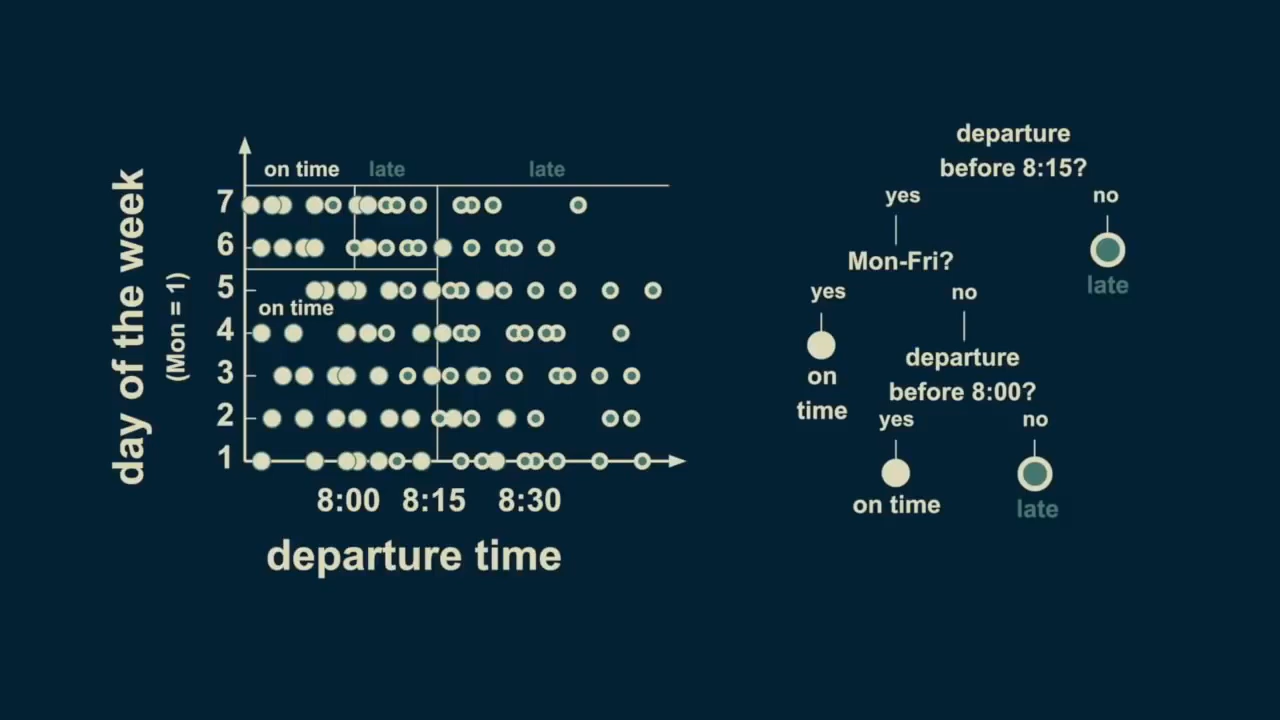 day of the week
(Mon = 1)
on time late late
7
6
5
on time
4
3
2
1
8:00 8:15 8:30
departure time
departure
before 8:15?
yes no
Mon-Fri?
late
yes no
on
time
departure
before 8:00?
yes no
on time late